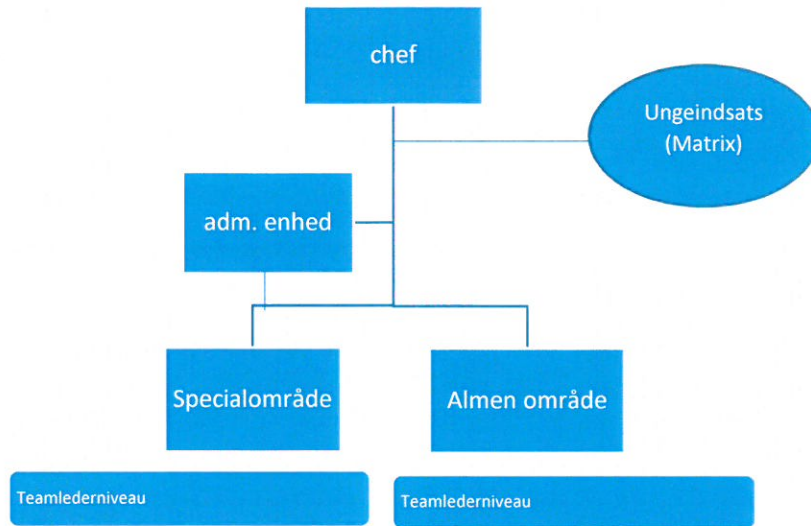 chef
Ungeindsats
(Matrix)
adm. enhed
Specialområde
Almen område
Teamlederniveau
Teamlederniveau